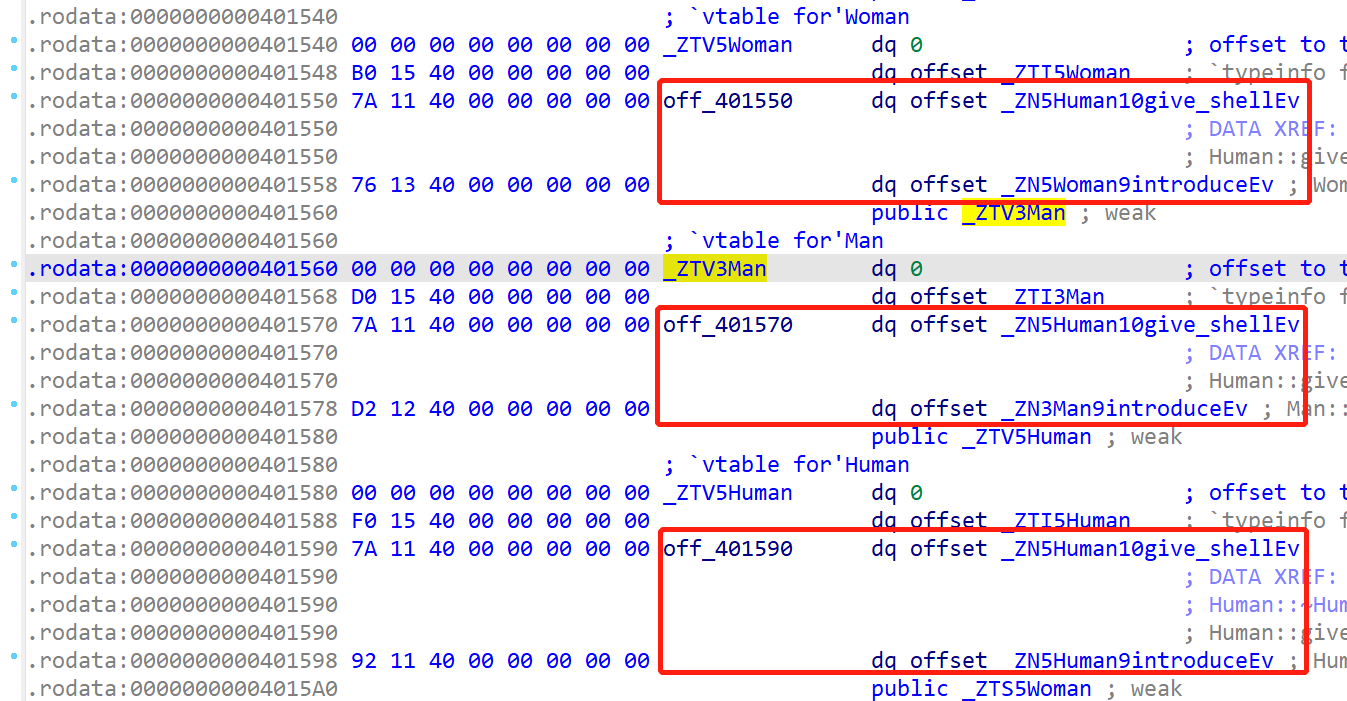 .rodata:0000000000401540 ; `vtable for'Woman
.rodata:0000000000401540 00 00 00 00 00 00 00 00 _ZTV5Woman dq 0 ; offset to t
.rodata:0000000000401548 B0 15 40 00 00 00 00 00 dq offset _ZTI5Woman ; `typeinfo f
.rodata:0000000000401550 7A 11 40 00 00 00 00 00 off_401550 dq offset _ZN5Human10give_shellEv
.rodata:0000000000401550 ; DATA XREF:
.rodata:0000000000401550 ; Human::give
.rodata:0000000000401558 76 13 40 00 00 00 00 00 dq offset _ZN5Woman9introduceEv ; Wom
.rodata:0000000000401560 public _ZTV3Man ; weak
.rodata:0000000000401560 ; `vtable for'Man
.rodata:0000000000401560 00 00 00 00 00 00 00 00 _ZTV3Man dq 0 ; offset to t
.rodata:0000000000401568 D0 15 40 00 00 00 00 00 dq offset _ZTI3Man ; `typeinfo f
.rodata:0000000000401570 7A 11 40 00 00 00 00 00 off_401570 dq offset _ZN5Human10give_shellEv
.rodata:0000000000401570 ; DATA XREF:
.rodata:0000000000401570 ; Human::give
.rodata:0000000000401578 D2 12 40 00 00 00 00 00 dq offset _ZN3Man9introduceEv ; Man::
.rodata:0000000000401580 public _ZTV5Human ; weak
.rodata:0000000000401580 ; `vtable for'Human
.rodata:0000000000401580 00 00 00 00 00 00 00 00 _ZTV5Human dq 0 ; offset to t
.rodata:0000000000401588 F0 15 40 00 00 00 00 00 dq offset _ZTI5Human ; `typeinfo f
.rodata:0000000000401590 7A 11 40 00 00 00 00 00 off_401590 dq offset _ZN5Human10give_shellEv
.rodata:0000000000401590 ; DATA XREF:
.rodata:0000000000401590 ; Human::~Hum
.rodata:0000000000401590 ; Human::give
.rodata:0000000000401598 92 11 40 00 00 00 00 00 dq offset _ZN5Human9introduceEv ; Hum
.rodata:00000000004015A0 public _ZTS5Woman ; weak